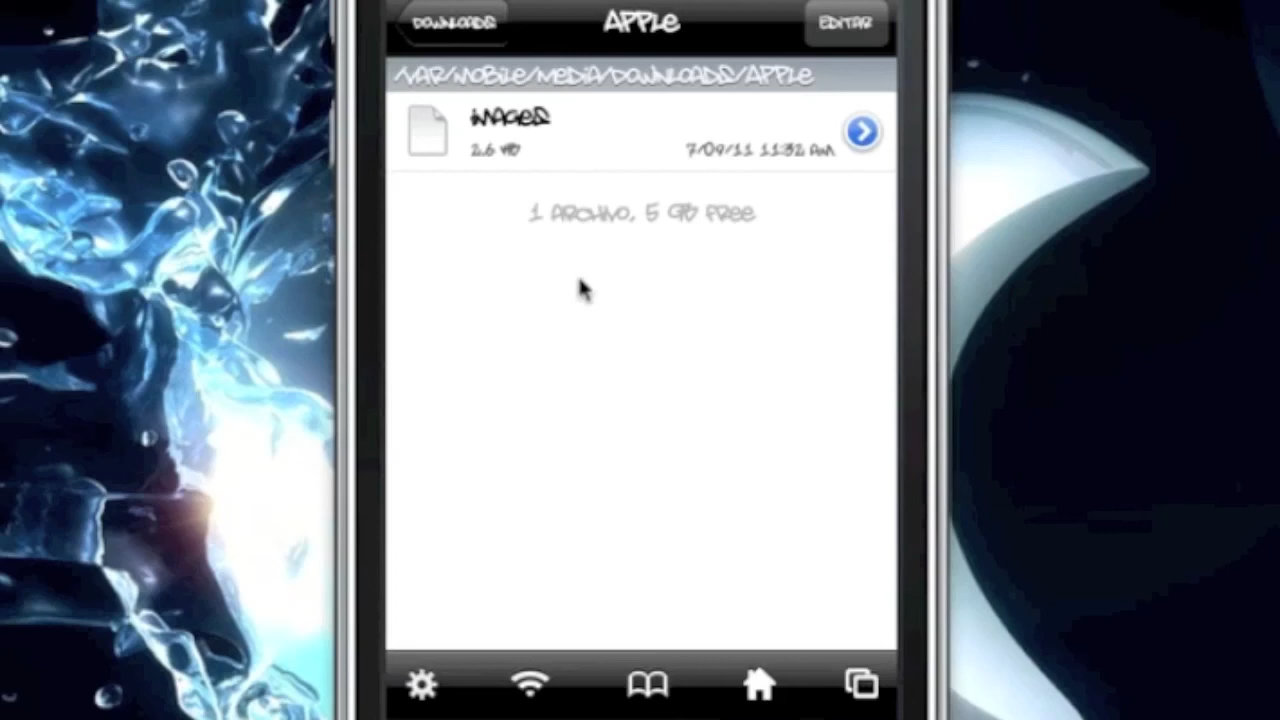 DOWNLOADS
APPLE
EDITAR
/VAR/MOBILE/MEDIA/DOWNLOADS/APPLE
IMAGES
2.6 MB
7/09/11 11:32 AM
1 ARCHIVO, 5 GB FREE